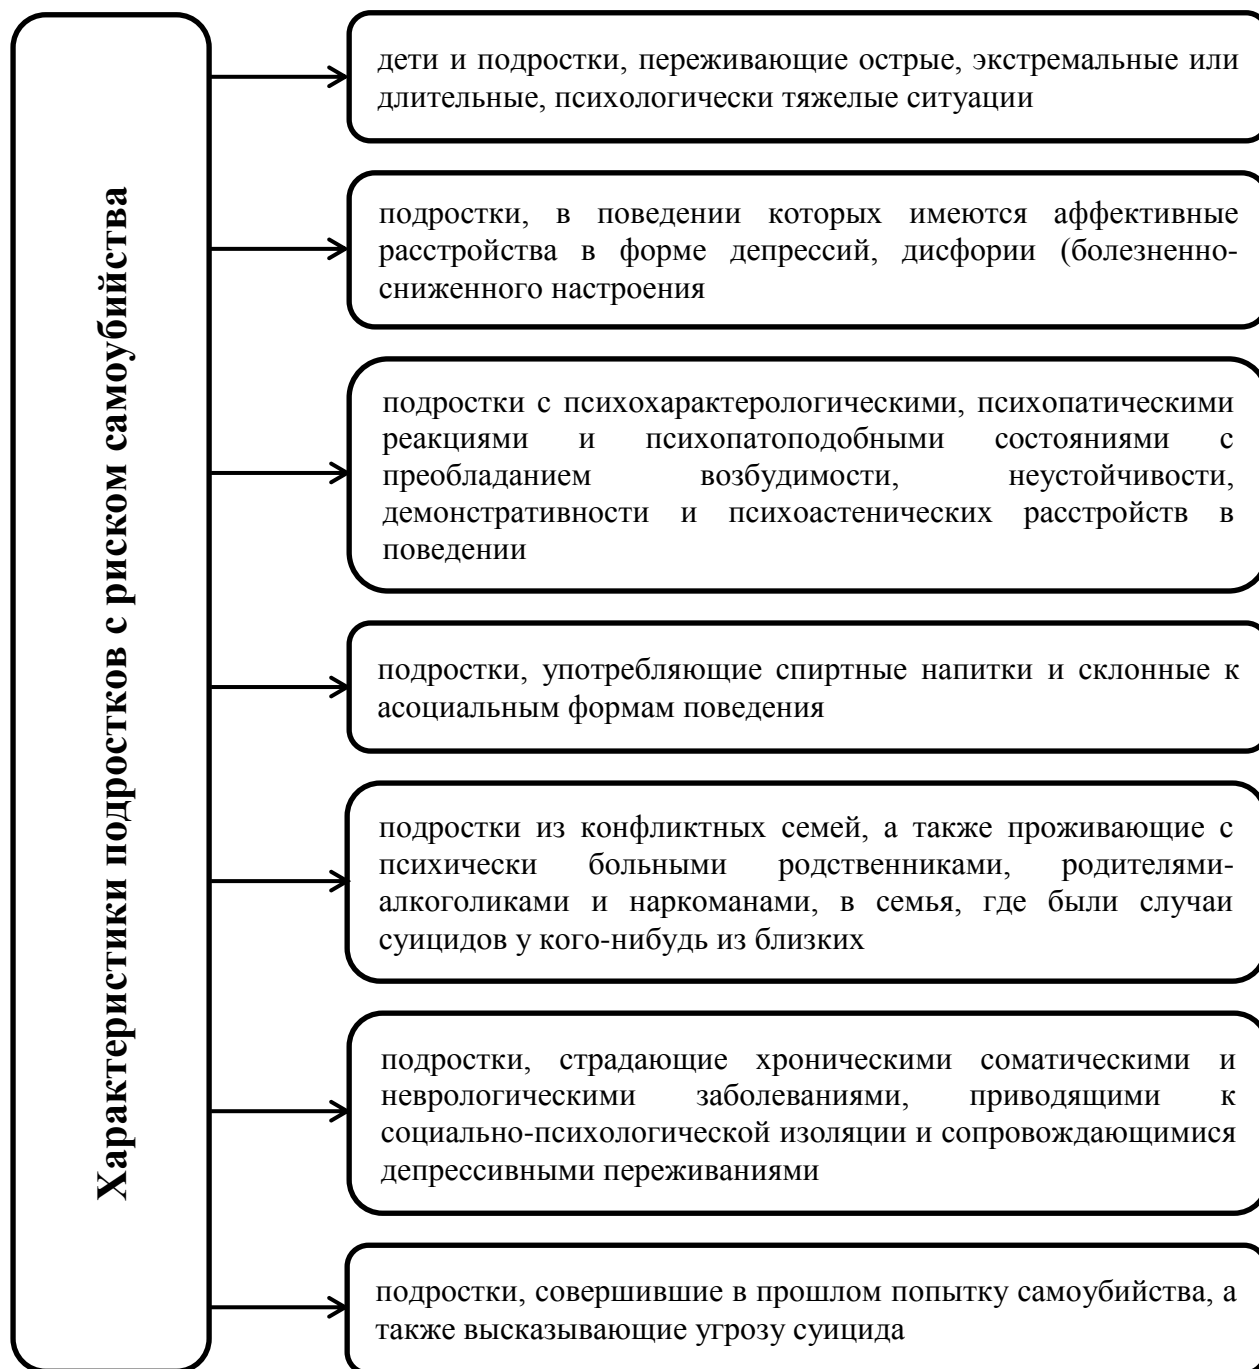 Характеристики подростков с риском самоубийства
дети и подростки, переживающие острые, экстремальные или
длительные, психологически тяжелые ситуации
подростки, в поведении которых имеются аффективные
расстройства в форме депрессий, дисфории (болезненно-
сниженного настроения
подростки с психохарактерологическими, психопатическими
реакциями и психопатоподобными состояниями с
преобладанием возбудимости, неустойчивости,
демонстративности и психоастенических расстройств в
поведении
подростки, употребляющие спиртные напитки и склонные к
асоциальным формам поведения
подростки из конфликтных семей, а также проживающие с
психически больными родственниками, родителями-
алкоголиками и наркоманами, в семья, где были случаи
суицидов у кого-нибудь из близких
подростки, страдающие хроническими соматическими и
неврологическими заболеваниями, приводящими к
социально-психологической изоляции и сопровождающимися
депрессивными переживаниями
подростки, совершившие в прошлом попытку самоубийства, а
также высказывающие угрозу суицида